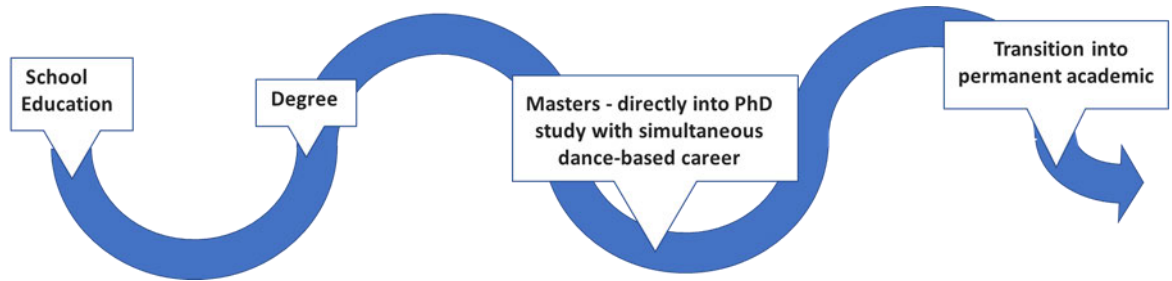 School
Education
Degree
Masters - directly into PhD
study with simultaneous
dance-based career
Transition into
permanent academic